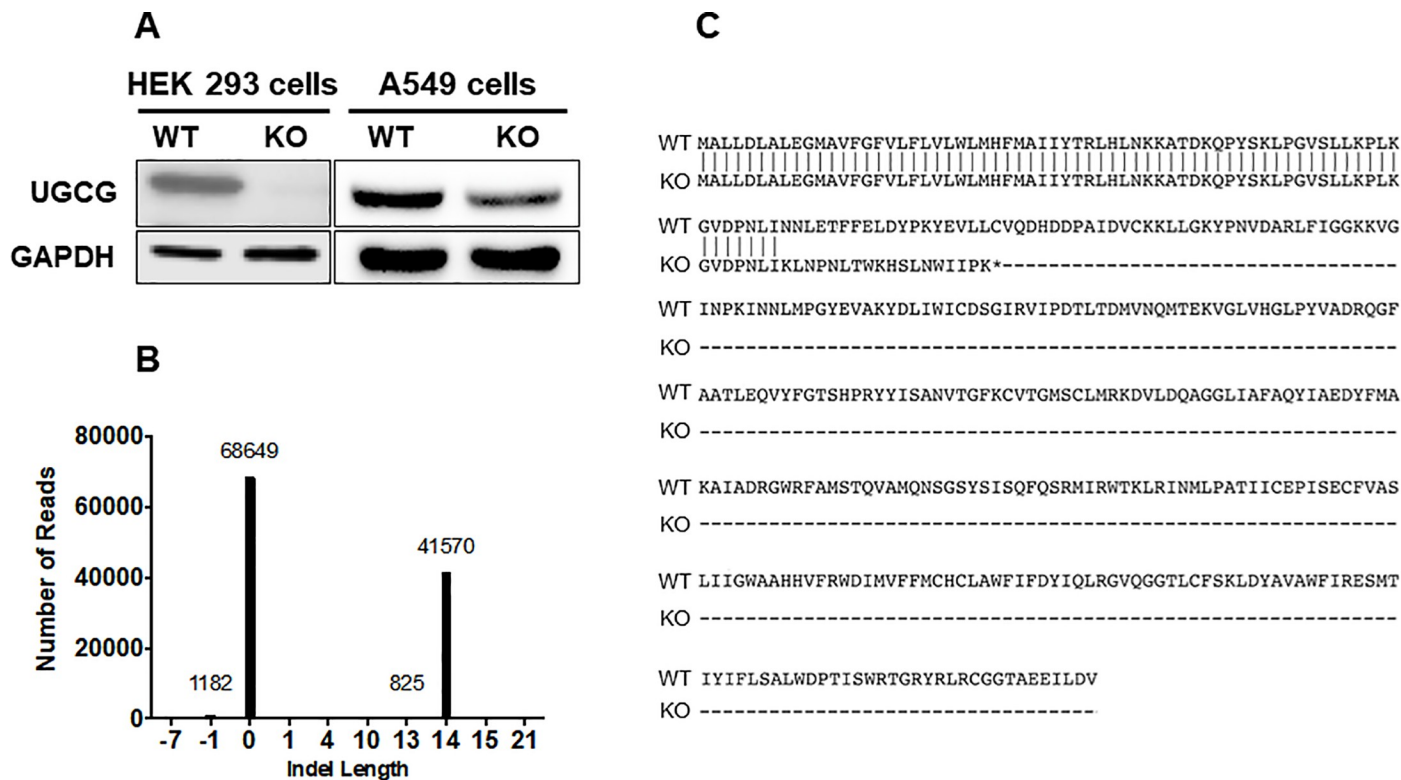 A
HEK 293 cells A549 cells
WT KO WT KO
UGCG
GAPDH
B
80000
60000
40000
20000
0
Number of Reads
68649
41570
1182
825
-7 -1 0 1 4 10 13 14 15 21
Indel Length
C
WT MALLDLALEGMAVFGFVLFLVLWLMHFMAIIYTRLHLNKKATDKQPYSKLPGVSLLKPLK
KO MALLDLALEGMAVFGFVLFLVLWLMHFMAIIYTRLHLNKKATDKQPYSKLPGVSLLKPLK
WT GVDPNLINNLETFFELDYPKYEVLLCVQDHDDPAIDVCKKLLGKYPNVDARLFIGGKKVG
KO GVDPNLIKLNPNLTWKHSLNWIIPK*-----------------------------------
WT INPKINNLMPGYEVAKYDLIWICDSGIRVIPDTLTDMVNQMTEKVGLVHGLPYVADRQGF
KO ------------------------------------------------------------
WT AATLEQVYFGTSHPRYYISANVTGFKCVTGMSCLMRKDVLDQAGGLIAFAQYIAEDYFMA
KO ------------------------------------------------------------
WT KAIADRGWRFAMSTQVAMQNSGSYSISQFQSRMIRWTKLRINMLPATIICEPISECFVAS
KO ------------------------------------------------------------
WT LIIGWAAHHVFRWDIMVFFMCHCLAWFIFDYIQLRGVQGGTLCFSKLDYAVAWFIRESMT
KO ------------------------------------------------------------
WT IYIFLSALWDPTISWRTGRYRLRCGGTAEEILDV
KO ----------------------------------